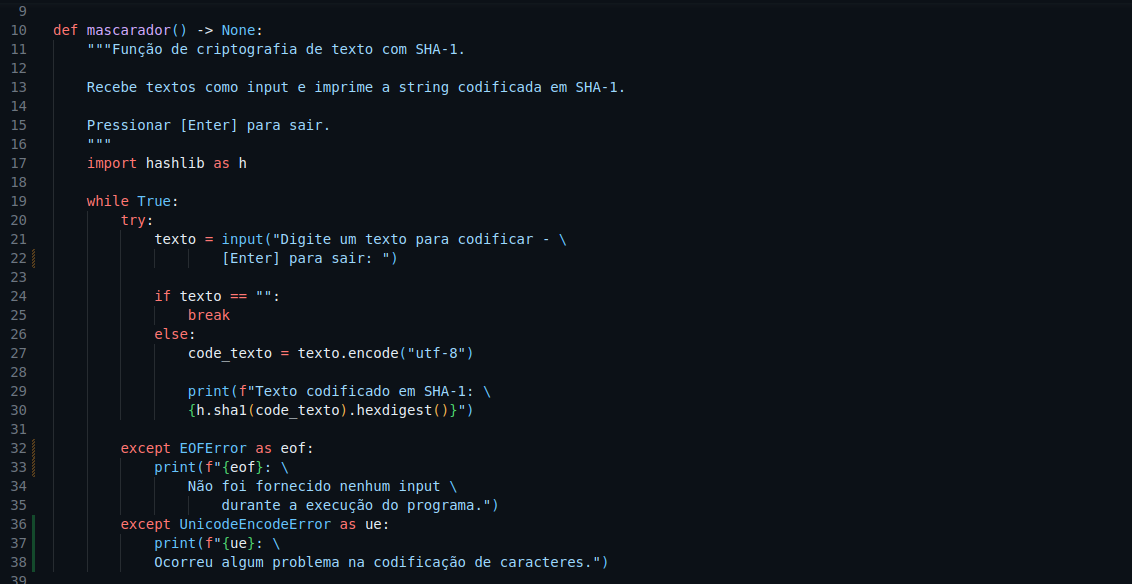 9
10 def mascarador() -> None:
11     """Função de criptografia de texto com SHA-1.
12
13     Recebe textos como input e imprime a string codificada em SHA-1.
14
15     Pressionar [Enter] para sair.
16     """
17     import hashlib as h
18
19     while True:
20         try:
21             texto = input("Digite um texto para codificar - \
22                     [Enter] para sair: ")
23
24             if texto == "":
25                 break
26             else:
27                 code_texto = texto.encode("utf-8")
28
29                 print(f"Texto codificado em SHA-1: \
30                 {h.sha1(code_texto).hexdigest()}")
31
32         except EOFError as eof:
33             print(f"{eof}: \
34                 Não foi fornecido nenhum input \
35                     durante a execução do programa.")
36         except UnicodeEncodeError as ue:
37             print(f"{ue}: \
38             Ocorreu algum problema na codificação de caracteres.")
39